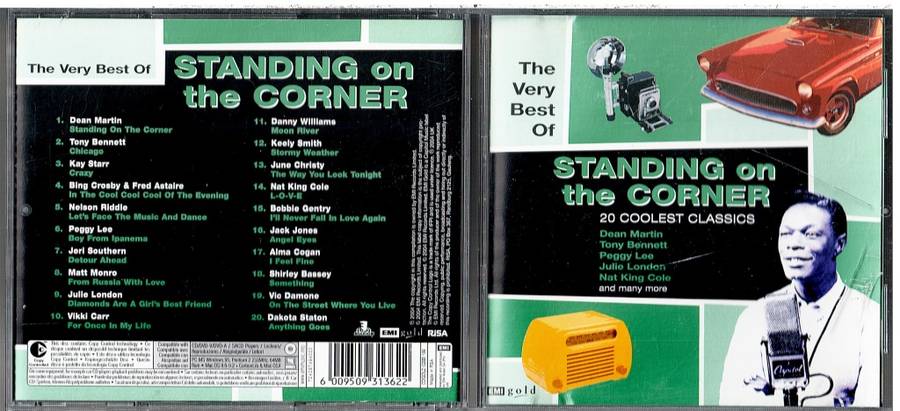 The Very Best Of
STANDING on
the CORNER
1. Dean Martin
Standing On The Corner
2. Tony Bennett
Chicago
3. Kay Starr
Crazy
4. Bing Crosby & Fred Astaire
In The Cool Cool Cool Of The Evening
5. Nelson Riddle
Let's Face The Music And Dance
6. Peggy Lee
Boy From Ipanema
7. Jeri Southern
Detour Ahead
8. Matt Monro
From Russia With Love
9. Julie London
Diamonds Are A Girl's Best Friend
10. Vikki Carr
For Once In My Life
11. Danny Williams
Moon River
12. Keely Smith
Stormy Weather
13. June Christy
The Way You Look Tonight
14. Nat King Cole
L-O-V-E
15. Bobbie Gentry
I'll Never Fall In Love Again
16. Jack Jones
Angel Eyes
17. Alma Cogan
I Feel Fine
18. Shirley Bassey
Something
19. Vic Damone
On The Street Where You Live
20. Dakota Staton
Anything Goes
EMI gold RiSA
6 009509 313622
The
Very
Best
Of
STANDING on
the CORNER
20 COOLEST CLASSICS
Dean Martin
Tony Bennett
Peggy Lee
Julie London
Nat King Cole
and many more
Capitol
EMI gold